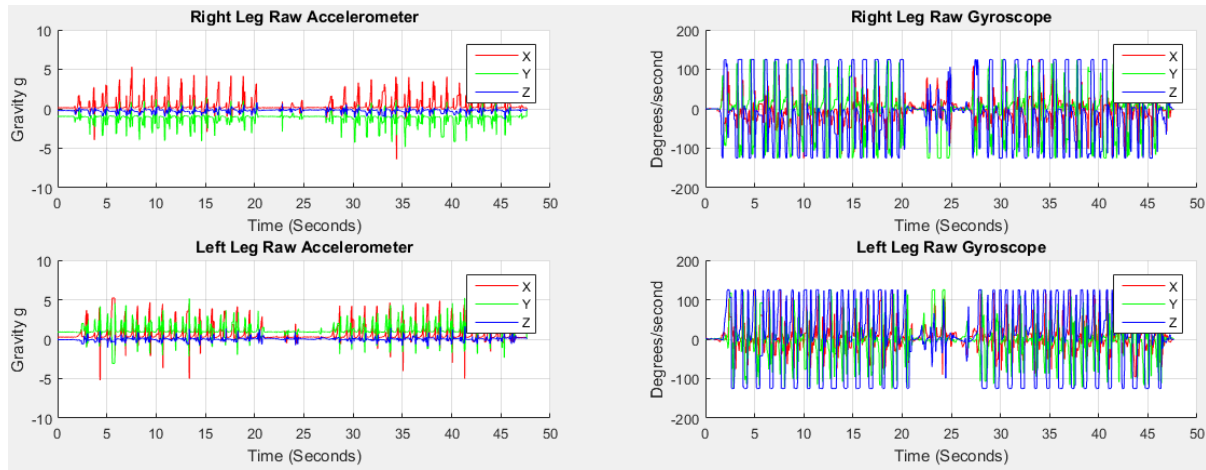 Right Leg Raw Accelerometer
10
5
0
-5
-10
Gravity g
0 5 10 15 20 25 30 35 40 45 50
Time (Seconds)
X
Y
Z
Right Leg Raw Gyroscope
200
100
0
-100
-200
Degrees/second
0 5 10 15 20 25 30 35 40 45 50
Time (Seconds)
X
Y
Z
Left Leg Raw Accelerometer
10
5
0
-5
-10
Gravity g
0 5 10 15 20 25 30 35 40 45 50
Time (Seconds)
X
Y
Z
Left Leg Raw Gyroscope
200
100
0
-100
-200
Degrees/second
0 5 10 15 20 25 30 35 40 45 50
Time (Seconds)
X
Y
Z